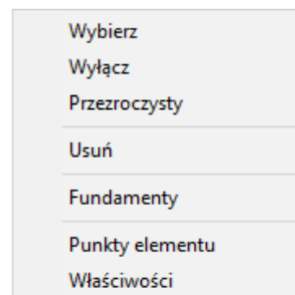 Wybierz
Wyłącz
Przezroczysty
Usuń
Fundamenty
Punkty elementu
Właściwości